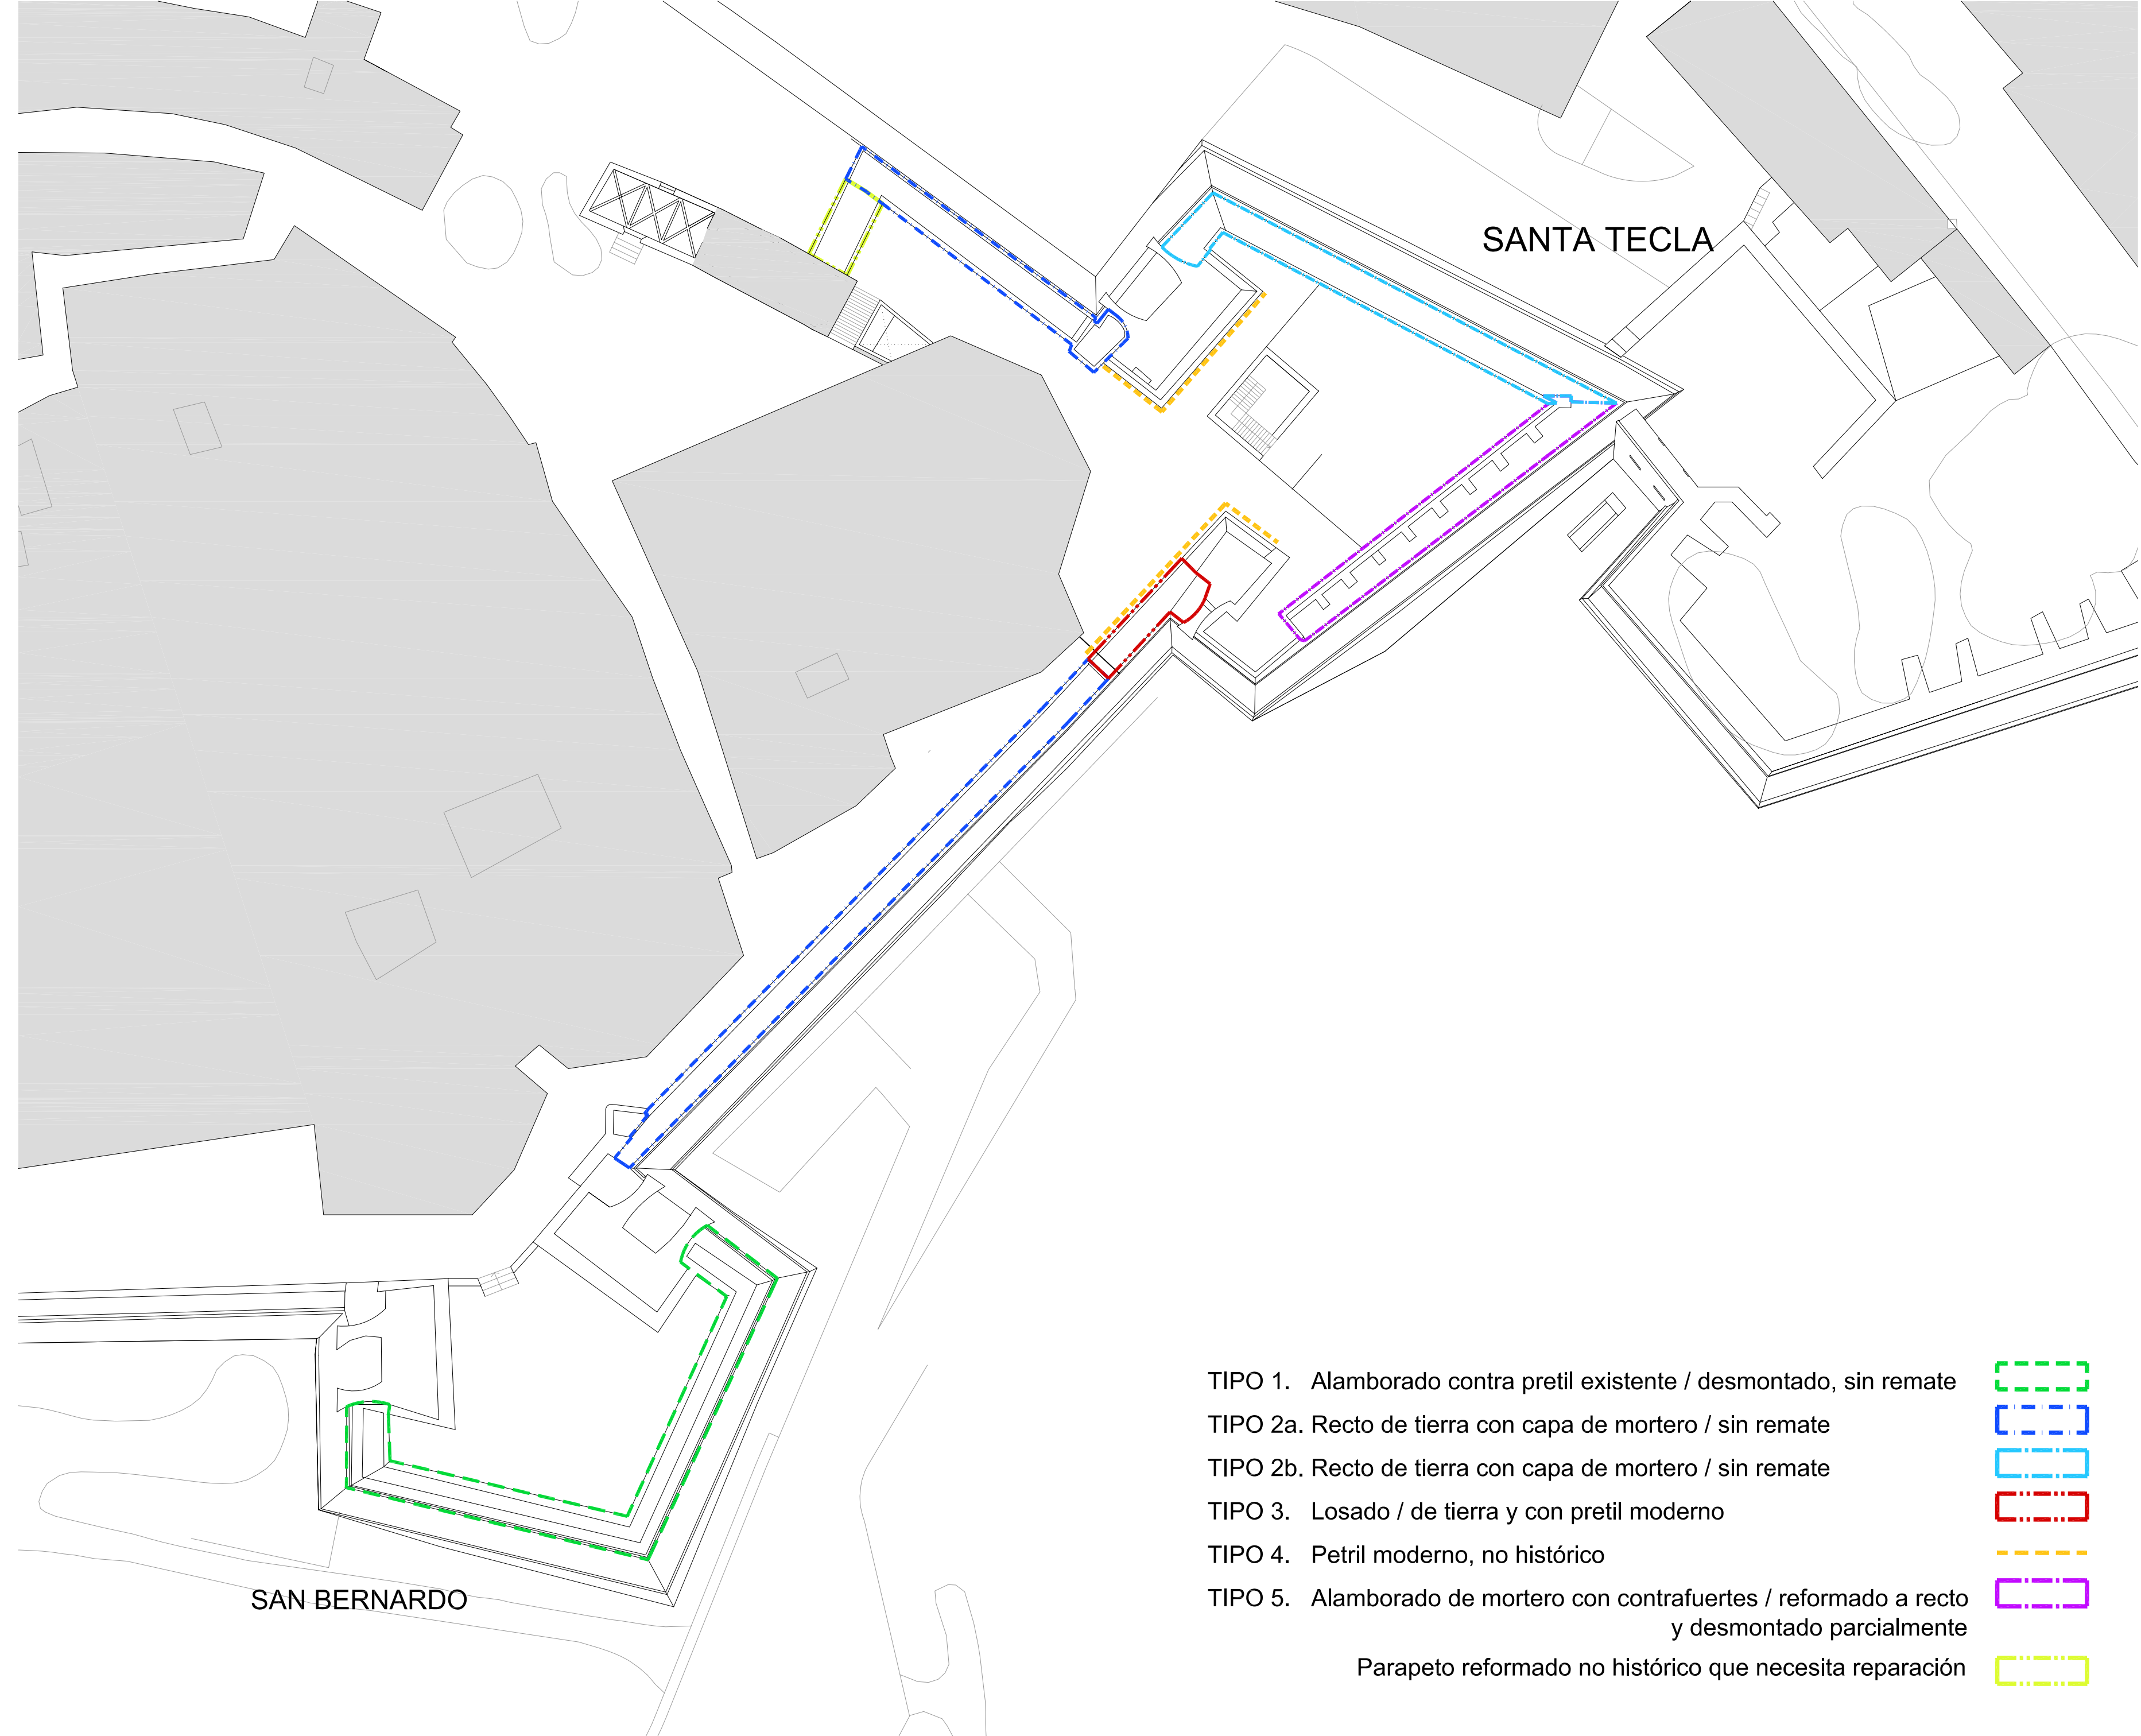 SANTA TECLA
TIPO 1. Alamborado contra pretil existente / desmontado, sin remate
TIPO 2a. Recto de tierra con capa de mortero / sin remate
TIPO 2b. Recto de tierra con capa de mortero / sin remate
TIPO 3. Losado / de tierra y con pretil moderno
TIPO 4. Petril moderno, no histórico
SAN BERNARDO
TIPO 5. Alamborado de mortero con contrafuertes / reformado a recto
y desmontado parcialmente
Parapeto reformado no histórico que necesita reparación